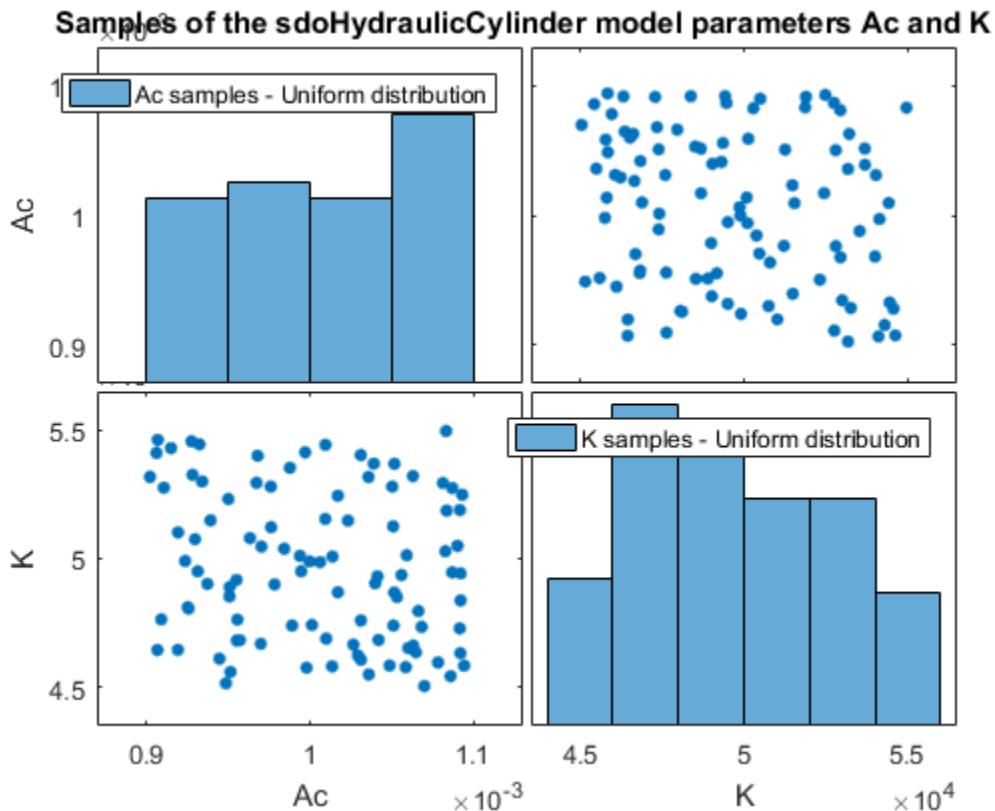 Samples of the sdoHydraulicCylinder model parameters Ac and K
Ac samples - Uniform distribution
Ac
1
0.9
K samples - Uniform distribution
K
5.5
5
4.5
0.9 1 1.1
4.5 5 5.5
Ac
×10⁻³
K
×10⁴